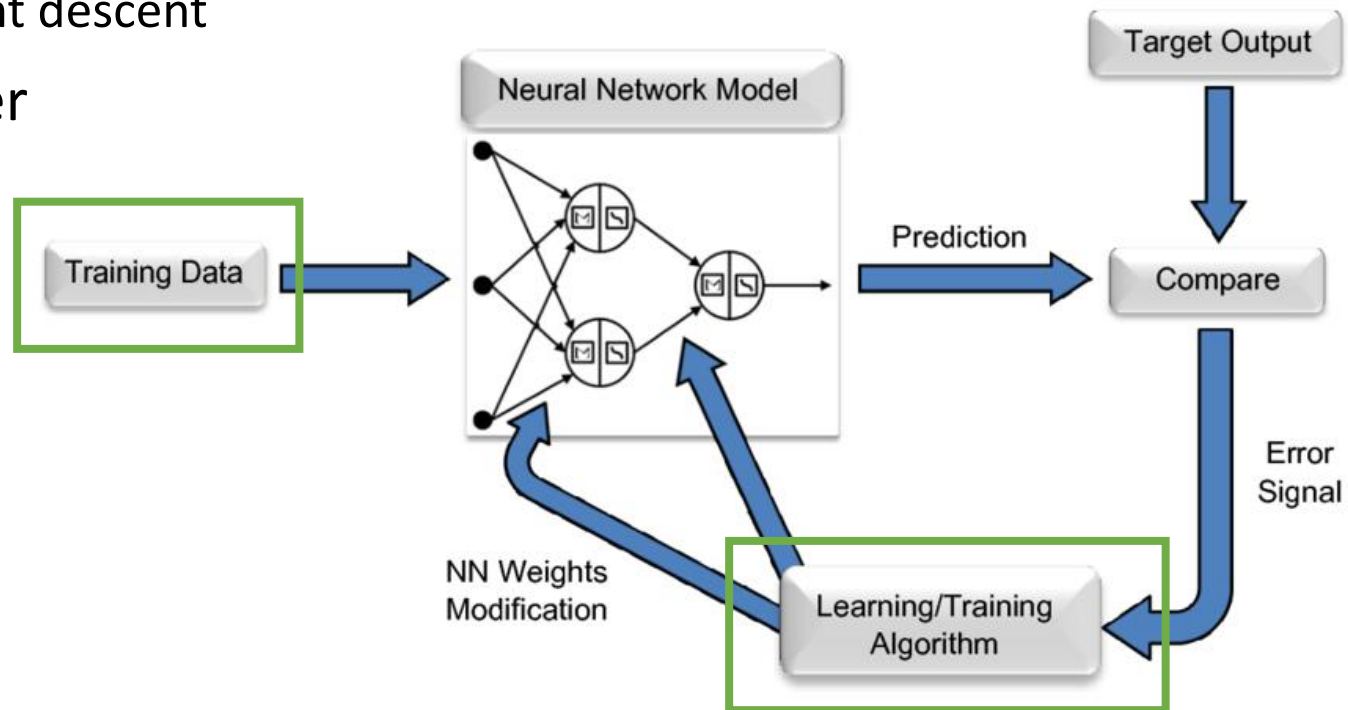 nt descent
er
Target Output
Neural Network Model
Training Data
Prediction
Compare
Error
Signal
NN Weights
Modification
Learning/Training
Algorithm